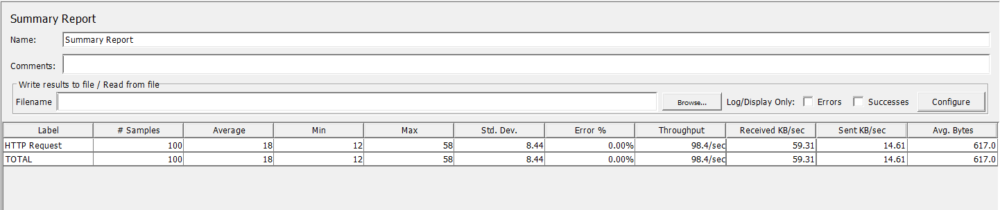 Summary Report
Name: Summary Report
Comments:
Write results to file / Read from file
Filename Browse... Log/Display Only: Errors Successes Configure
Label # Samples Average Min Max Std. Dev. Error % Throughput Received KB/sec Sent KB/sec Avg. Bytes
HTTP Request 100 18 12 58 8.44 0.00% 98.4/sec 59.31 14.61 617.0
TOTAL 100 18 12 58 8.44 0.00% 98.4/sec 59.31 14.61 617.0